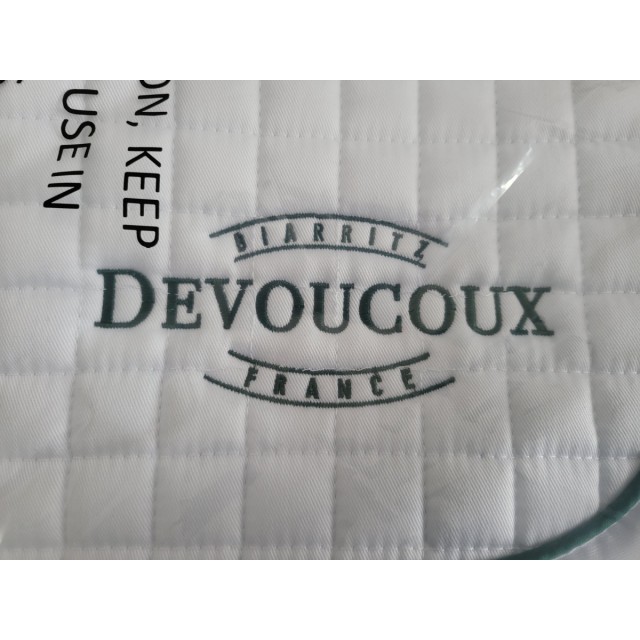 ON, KEEP
USE IN
BIARRITZ
DEVOUCOUX
FRANCE